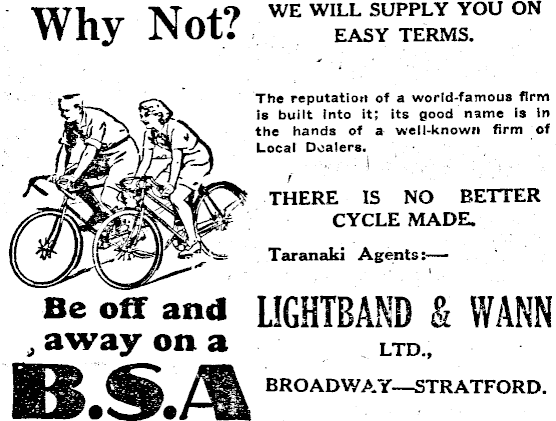 Why Not?
Be off and
away on a
B.S.A
WE WILL SUPPLY YOU ON
EASY TERMS.
The reputation of a world-famous firm
is built into it; its good name is in
the hands of a well-known firm of
Local Dealers.
THERE IS NO BETTER
CYCLE MADE.
Taranaki Agents:—
LIGHTBAND & WANN
LTD.,
BROADWAY—STRATFORD.